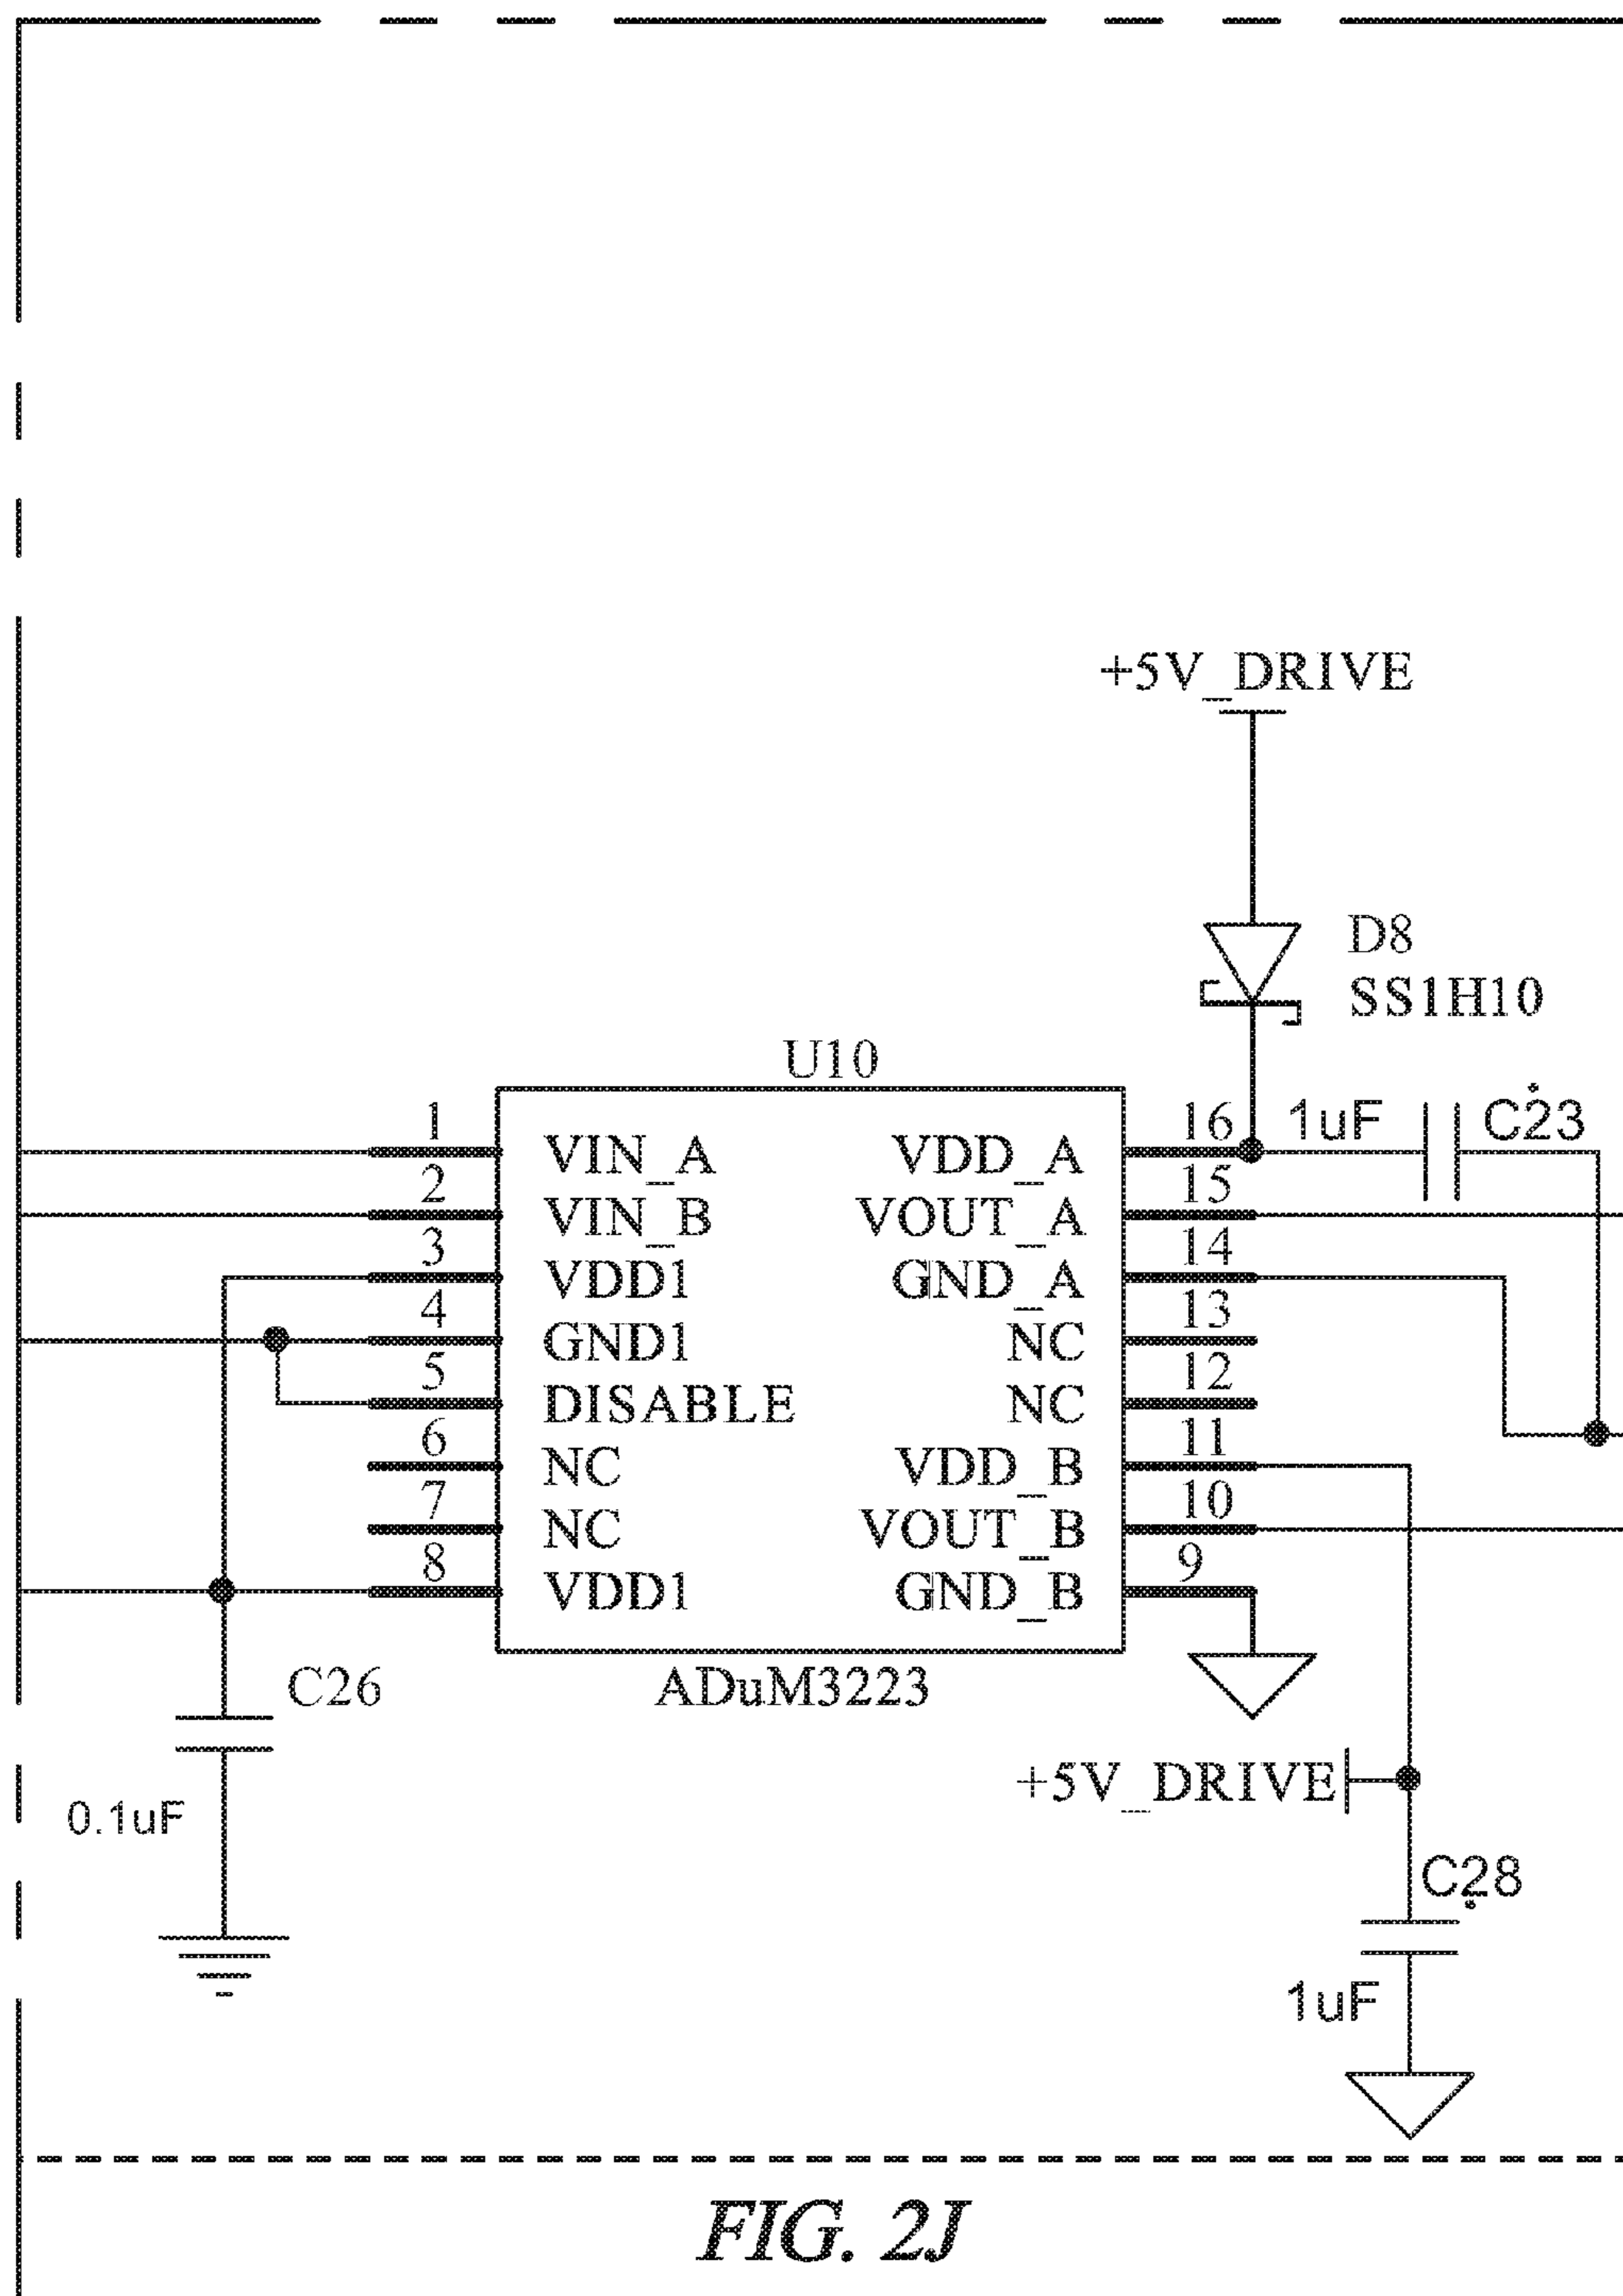 +5V_DRIVE
D8
SS1H10
U10
1 VIN_A VDD_A 16 1uF C23
2 VIN_B VOUT_A 15
3 VDD1 GND_A 14
4 GND1 NC 13
5 DISABLE NC 12
6 NC VDD_B 11
7 NC VOUT_B 10
8 VDD1 GND_B 9
C26 ADuM3223
+5V_DRIVE
0.1uF
C28
1uF
FIG. 2J